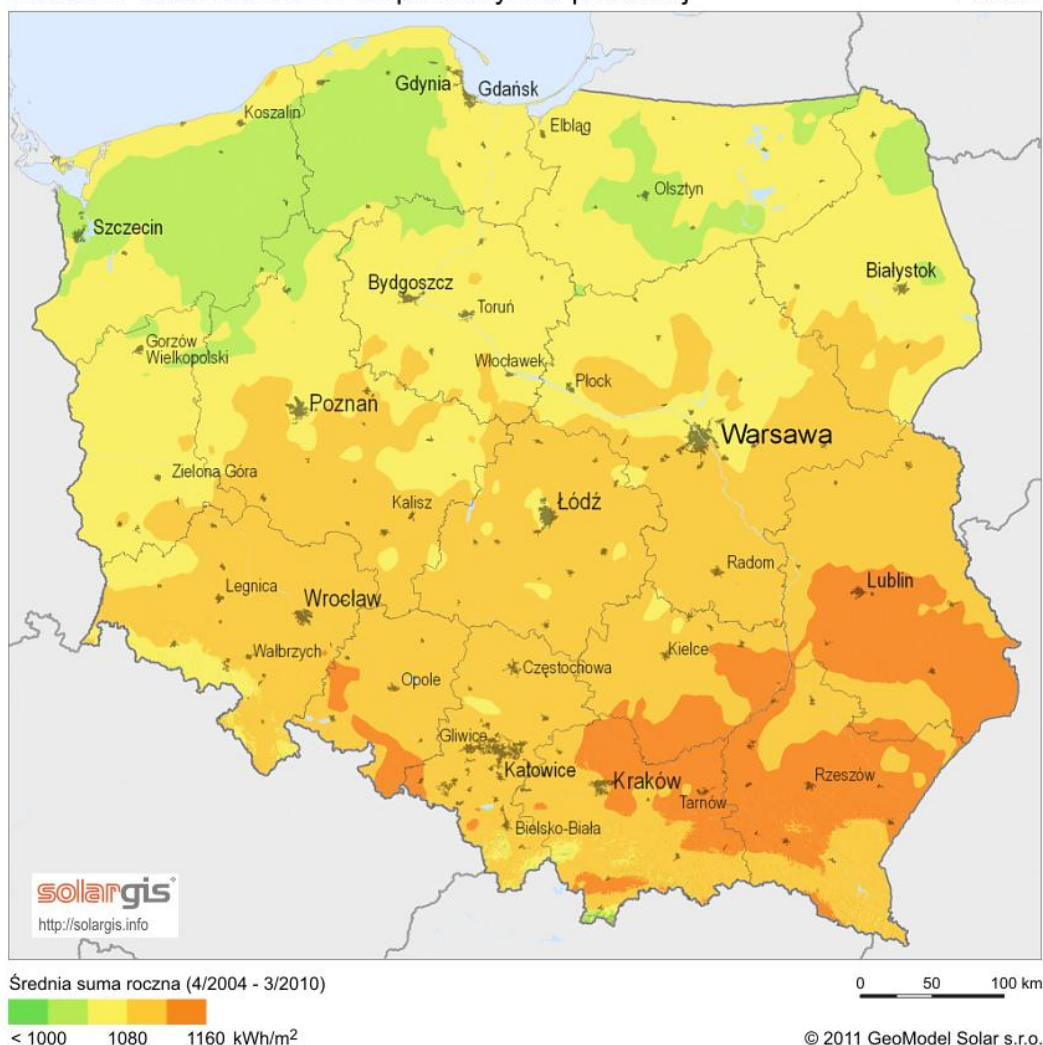 Gdynia
Gdańsk
Koszalin
Elbląg
Olsztyn
Szczecin
Białystok
Bydgoszcz
Toruń
Gorzów
Wielkopolski
Włocławek
Płock
Poznań
Warsawa
Zielona Góra
Kalisz
Łódź
Radom
Legnica
Wrocław
Lublin
Wałbrzych
Kielce
Opole
Częstochowa
Gliwice
Katowice
Kraków
Tarnów
Rzeszów
Bielsko-Biała
solargis
http://solargis.info
Średnia suma roczna (4/2004 - 3/2010)
0 50 100 km
< 1000 1080 1160 kWh/m²
© 2011 GeoModel Solar s.r.o.